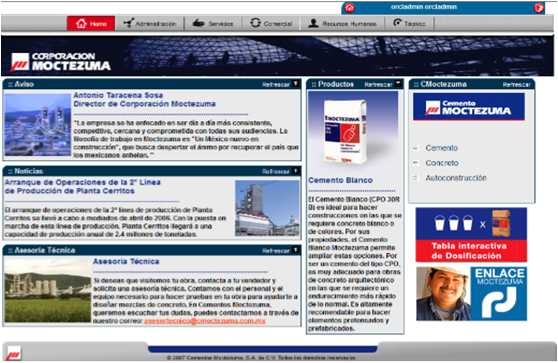 orcladmn orcladmn
Home
Administración
Servicios
Comercial
Recursos Humanos
Técnica
CORPORACION
MOCTEZUMA
:: Aviso
Refrescar
Antonio Taracena Sosa
Director de Corporación Moctezuma
"La empresa se ha enfocado en ser día a día más consistente,
competitiva, cercana y comprometida con todas sus audiencias. La
filosofía de trabajo en Moctezuma es "Un México nuevo en
construcción", que busca despertar el ánimo por recuperar el país que
los mexicanos anhelan. "
:: Noticias
Refrescar
Arranque de Operaciones de la 2° Línea
de Producción de Planta Cerritos
El arranque de operaciones de la 2° línea de producción de Planta
Cerritos se llevó a cabo a mediados de abril de 2006. Con la puesta en
marcha de esta línea de producción, Planta Cerritos llegará a una
capacidad de producción anual de 2.4 millones de toneladas.
:: Asesoría Técnica
Refrescar
Asesoría Técnica
Si deseas que visitemos tu obra, contacta a tu vendedor y
solicita una asesoría técnica. Contamos con el personal y el
equipo necesario para hacer pruebas en tu obra para ayudarte a
diseñar mezclas de concreto. En Cementos Moctezuma,
queremos escuchar tus dudas, puedes contactarnos a través de
nuestro correo: asesortecnico@cmoctezuma.com.mx
:: Productos
Refrescar
MOCTEZUMA
Cemento Blanco
El Cemento Blanco (CPO 30R
B) es ideal para hacer
construcciones en las que se
requiere concreto blanco o
de colores. Por sus
propiedades, el Cemento
Blanco Moctezuma permite
ampliar estas opciones. Por
ser un cemento del tipo CPO,
es muy adecuado para obras
de concreto arquitectónico
en las que se requiere un
endurecimiento más rápido
de lo normal. Es altamente
recomendable para hacer
elementos pretensados y
prefabricados.
:: CMoctezuma
Refrescar
Cemento
MOCTEZUMA
Cemento
Concreto
Autoconstrucción
X
Tabla interactiva
de Dosificación
ENLACE
MOCTEZUMA
© 2007 Cementos Moctezuma, S.A. de C.V. Todos los derechos reservados.